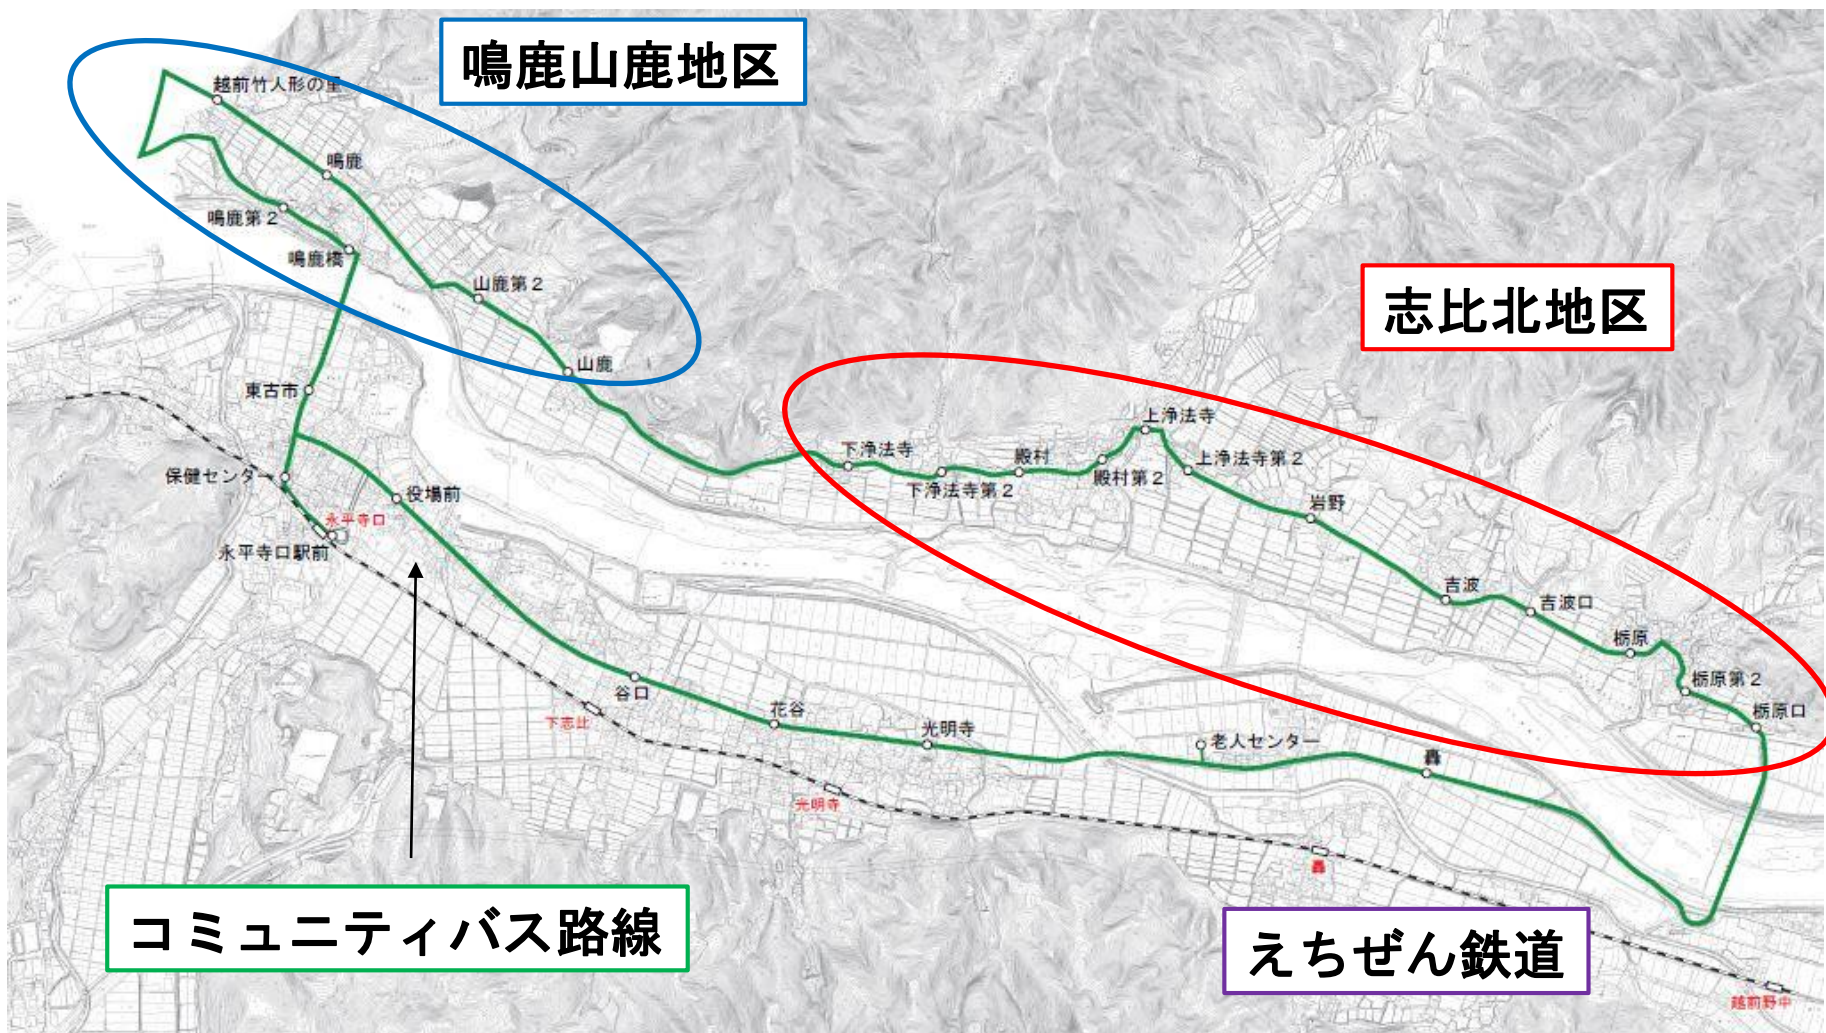 鳴鹿山鹿地区
越前竹人形の里
鳴鹿
鳴鹿第２
鳴鹿橋
山鹿第２
山鹿
志比北地区
東古市
保健センター
役場前
永平寺口
永平寺口駅前
下浄法寺
下浄法寺第２
殿村
殿村第２
上浄法寺
上浄法寺第２
岩野
吉波
吉波口
栃原
栃原第２
栃原口
谷口
下志比
花谷
光明寺
老人センター
轟
光明寺
轟
コミュニティバス路線
えちぜん鉄道
越前野中